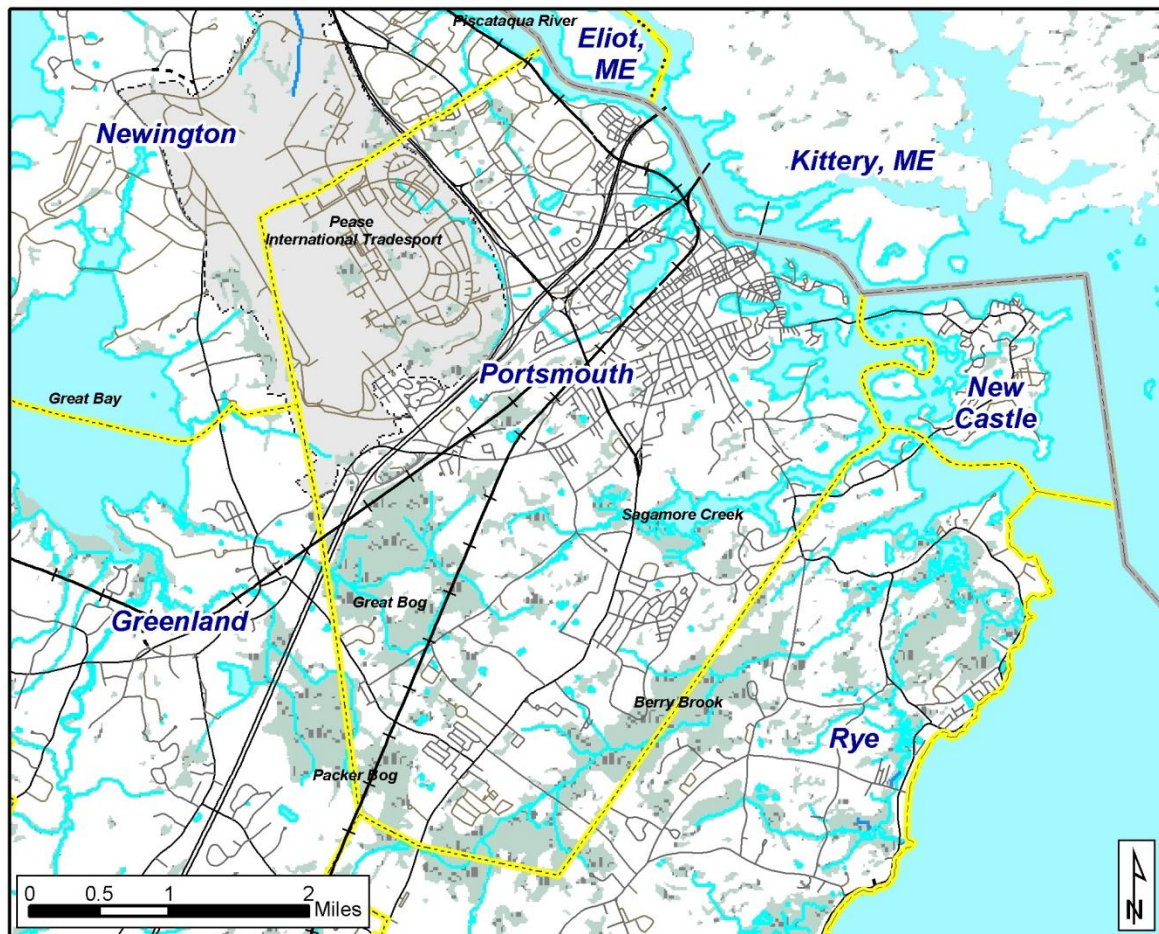 Piscataqua River
Eliot,
ME
Newington
Kittery, ME
Pease
International Tradesport
Portsmouth
New
Castle
Great Bay
Sagamore Creek
Great Bog
Greenland
Berry Brook
Rye
Packer Bog
0 0.5 1 2
Miles
N